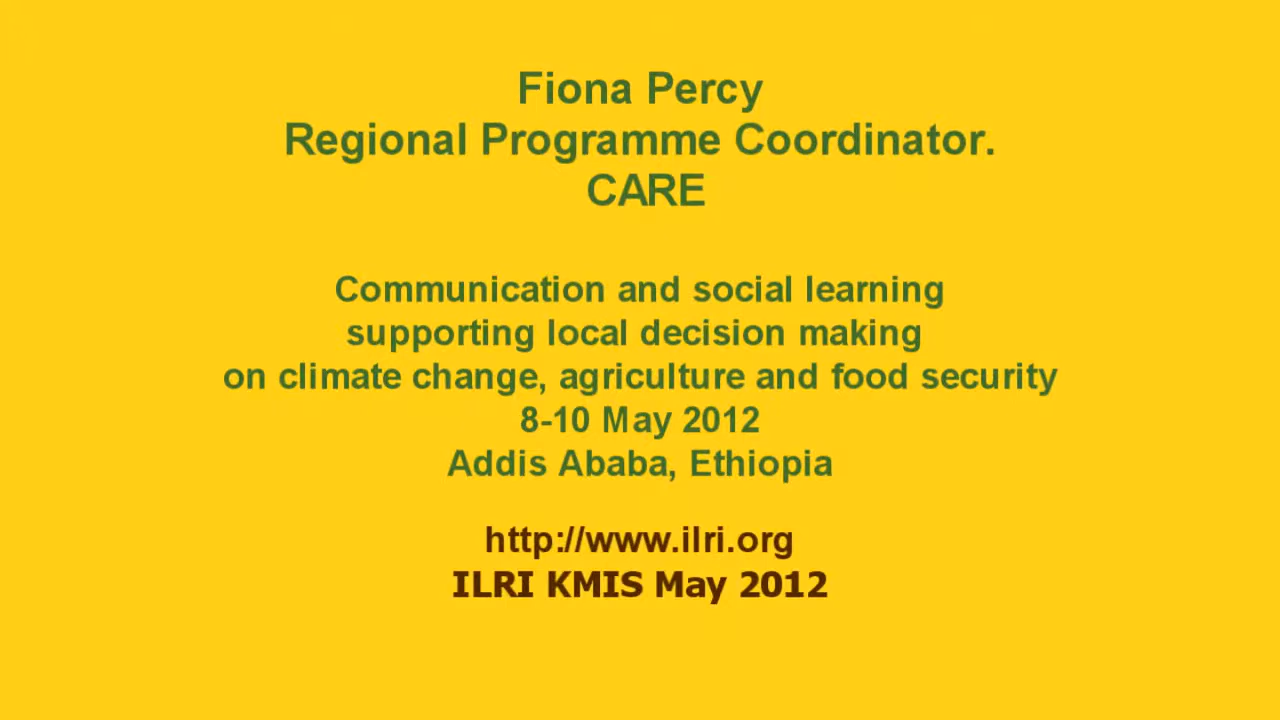 Fiona Percy
Regional Programme Coordinator.
CARE
Communication and social learning
supporting local decision making
on climate change, agriculture and food security
8-10 May 2012
Addis Ababa, Ethiopia
http://www.ilri.org
ILRI KMIS May 2012